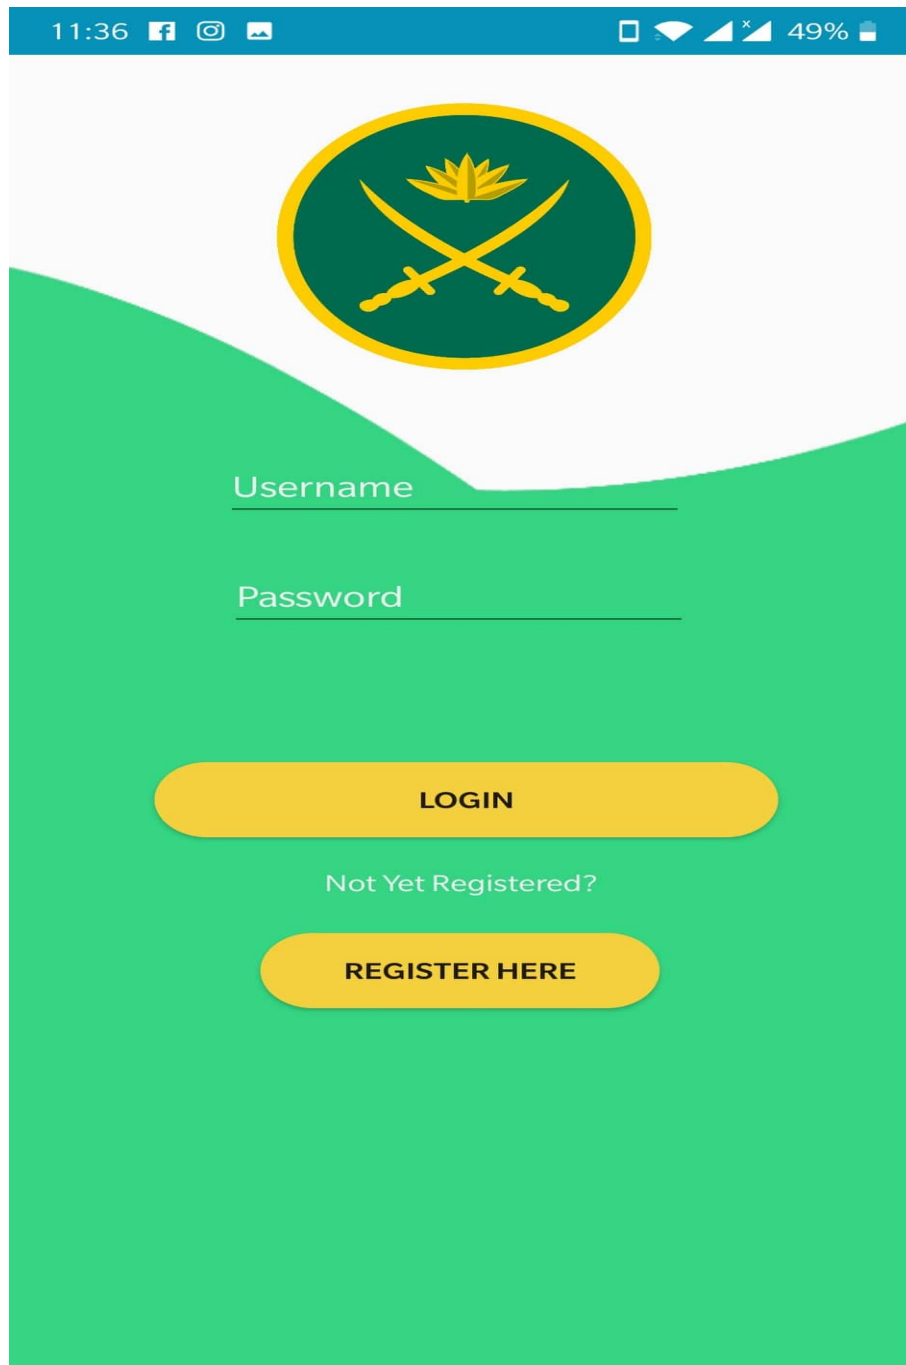 11:36
49%
Username
Password
LOGIN
Not Yet Registered?
REGISTER HERE